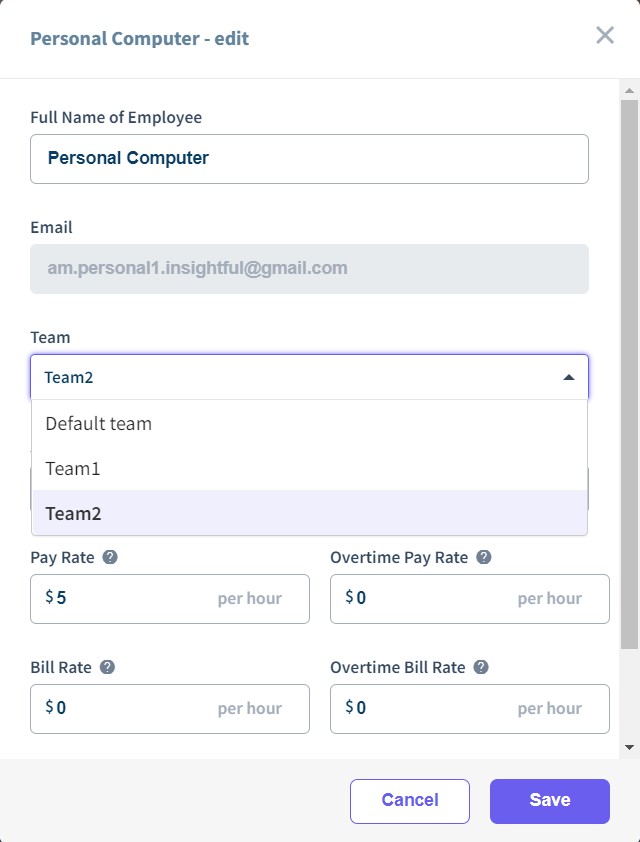 Personal Computer - edit
Full Name of Employee
Personal Computer
Email
am.personal1.insightful@gmail.com
Team
Team2
Default team
Team1
Team2
Pay Rate ? Overtime Pay Rate ?
$ 5 per hour $ 0 per hour
Bill Rate ? Overtime Bill Rate ?
$ 0 per hour $ 0 per hour
Cancel Save